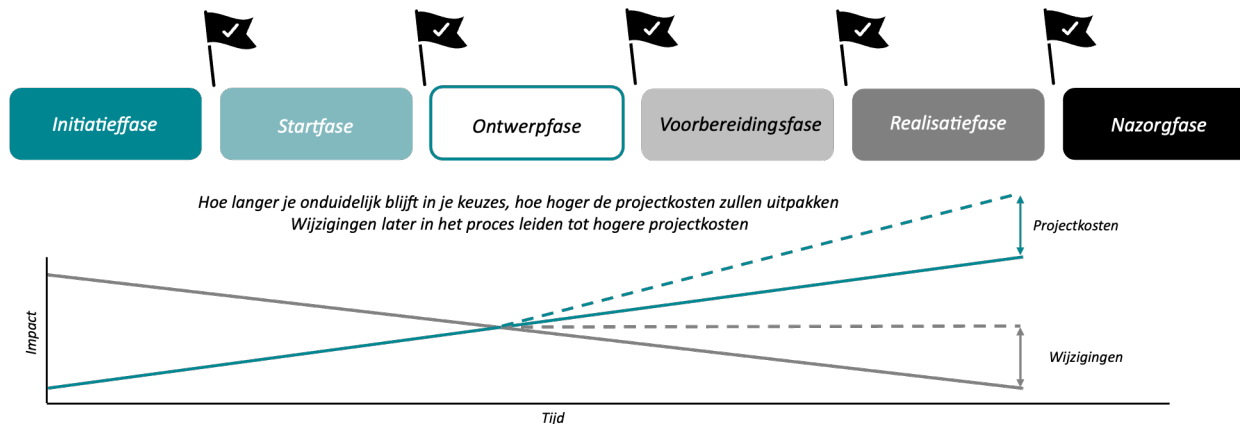 Initiatieffase
Startfase
Ontwerpfase
Voorbereidingsfase
Realisatiefase
Nazorgfase
Hoe langer je onduidelijk blijft in je keuzes, hoe hoger de projectkosten zullen uitpakken
Wijzigingen later in het proces leiden tot hogere projectkosten
Projectkosten
Impact
Wijzigingen
Tijd